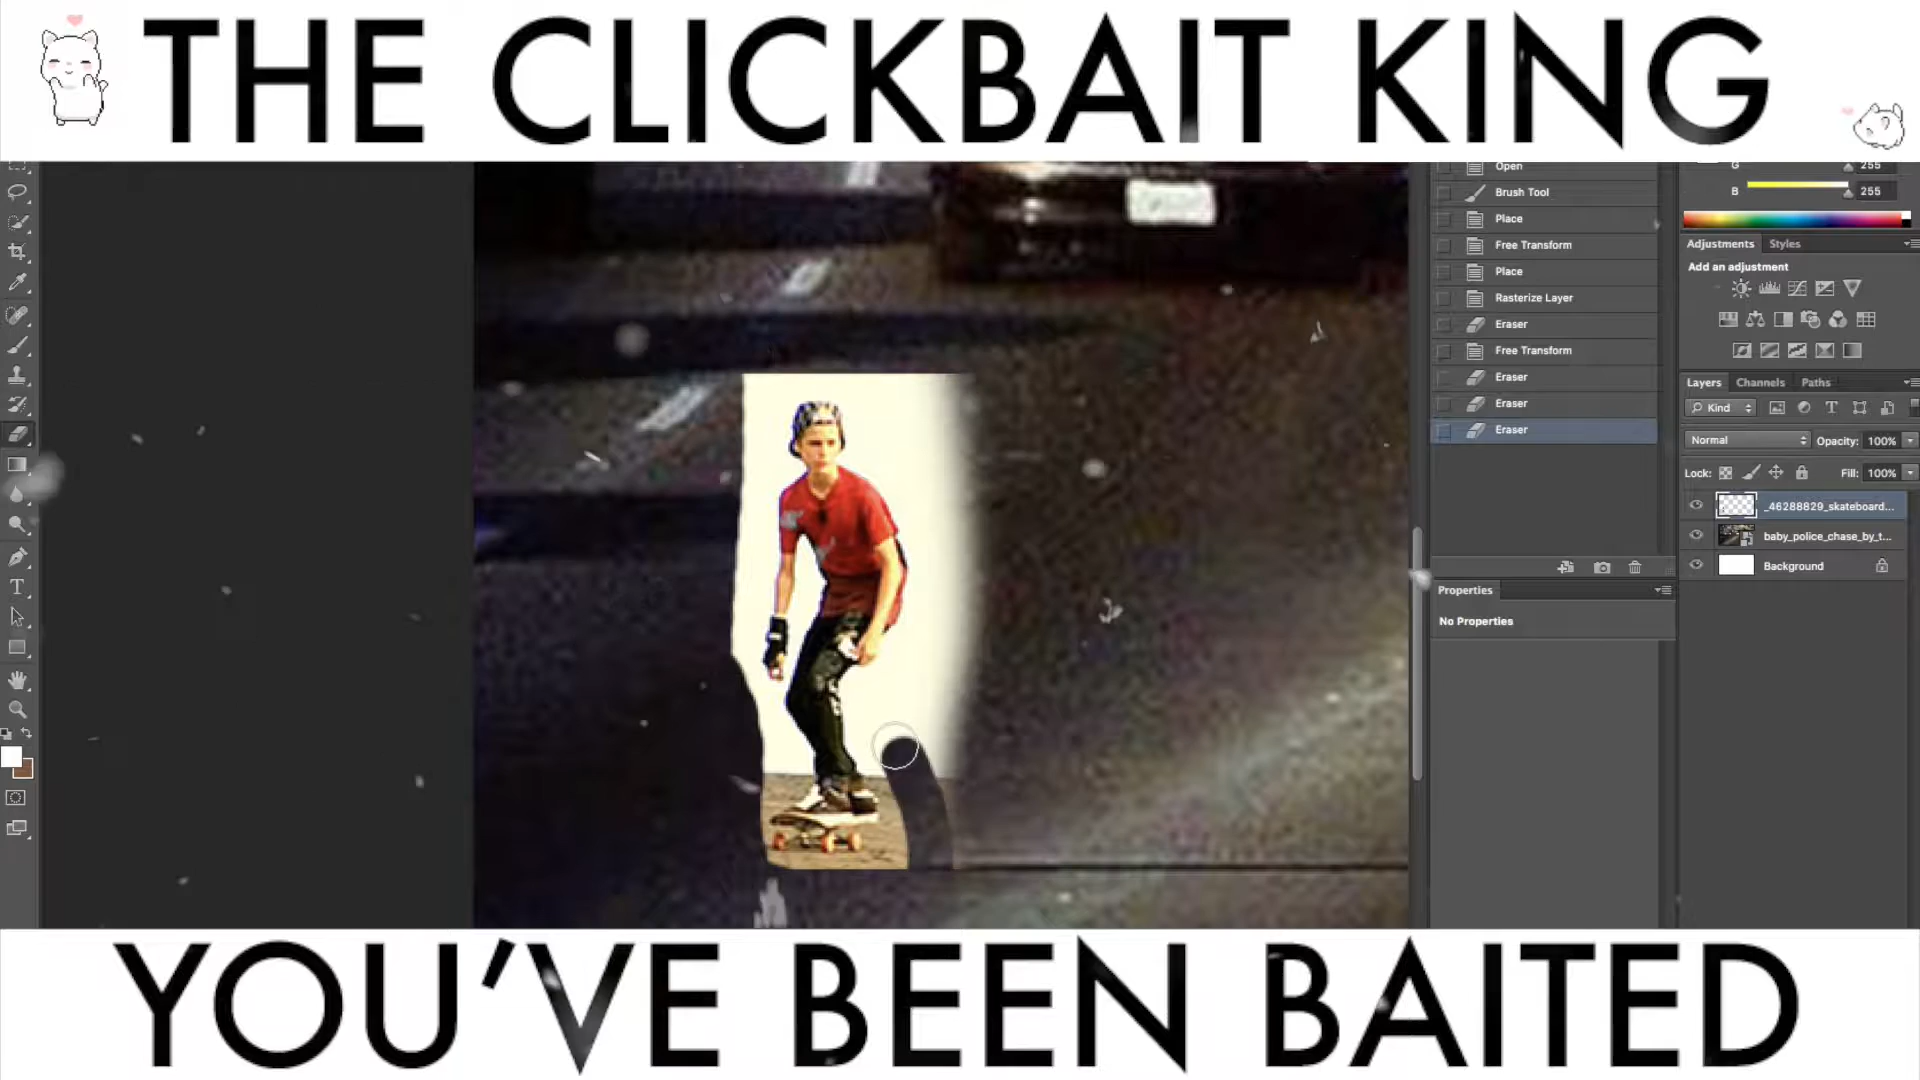 THE CLICKBAIT KING
Open
Brush Tool
Place
Free Transform
Place
Rasterize Layer
Eraser
Free Transform
Eraser
Eraser
Eraser
G 255
B 255
Adjustments Styles
Add an adjustment
Layers Channels Paths
Kind
Normal Opacity: 100%
Lock: Fill: 100%
_46288829_skateboard...
baby_police_chase_by_t...
Background
Properties
No Properties
YOU'VE BEEN BAITED